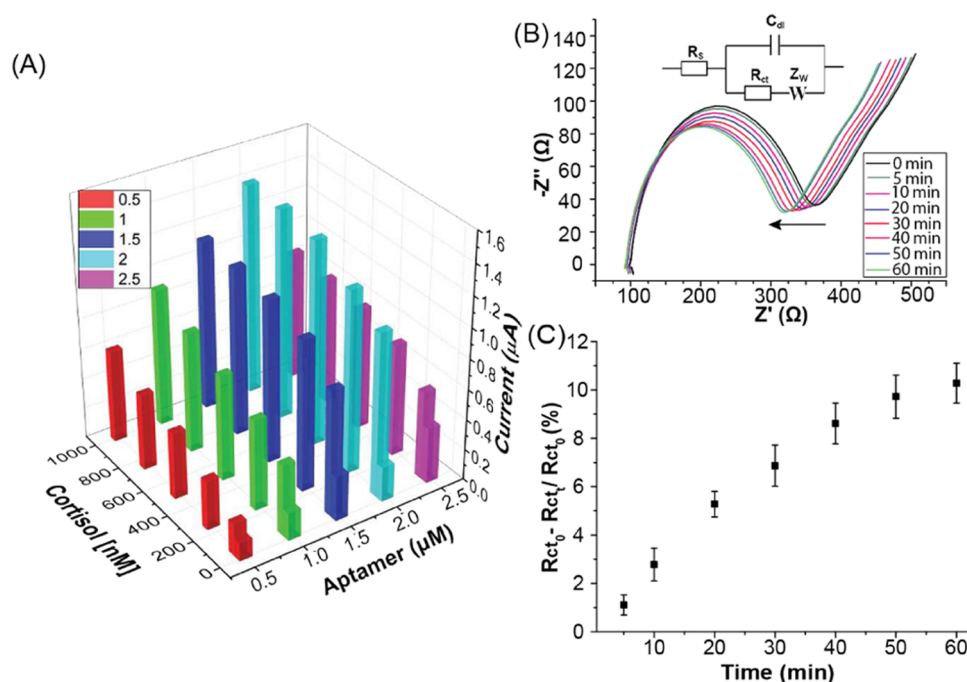 (A)
0.5
1
1.5
2
2.5
1.6
1.4
1.2
1.0
0.8
0.6
0.4
0.2
0.0
Current (µA)
1000
800
600
400
200
0
Cortisol [nM]
0.5
1.0
1.5
2.0
2.5
Aptamer (µM)
(B)
140
120
100
80
60
40
20
0
-Z'' (Ω)
Rs
Cdl
Rct
Zw
W
0 min
5 min
10 min
20 min
30 min
40 min
50 min
60 min
100 200 300 400 500
Z' (Ω)
(C)
12
10
8
6
4
2
0
Rct0- Rctt/ Rct0 (%)
10 20 30 40 50 60
Time (min)